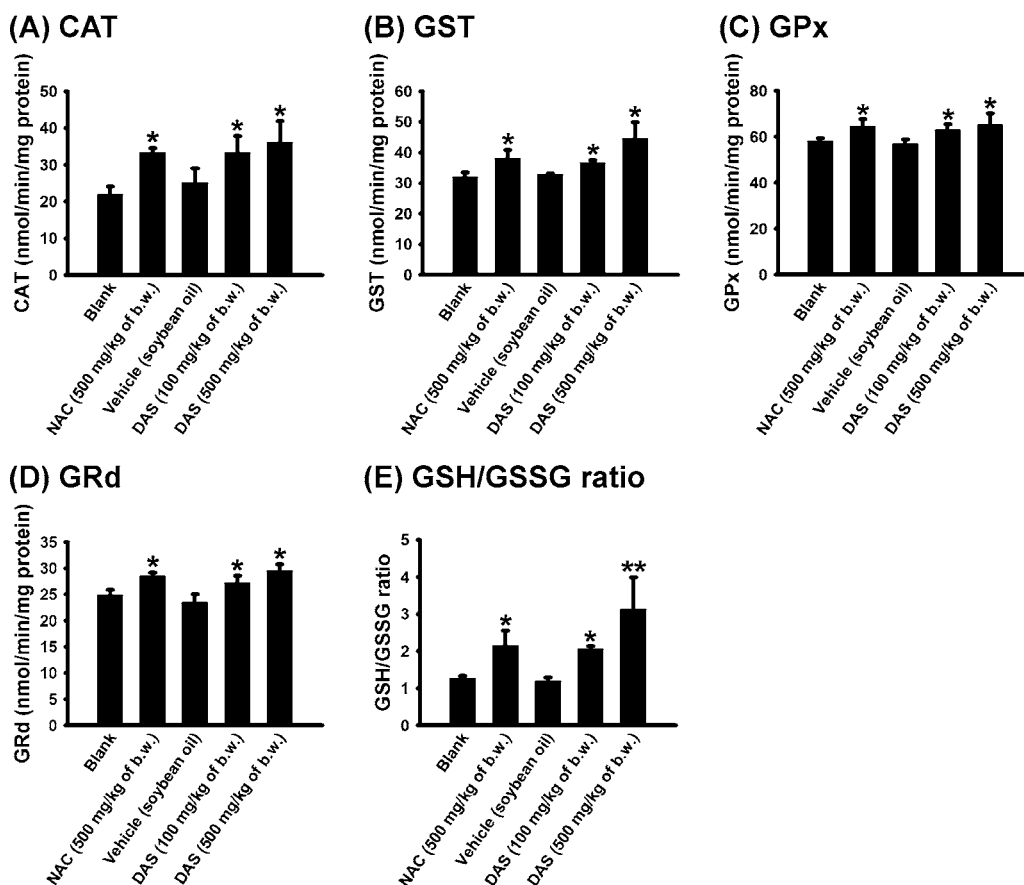 (A) CAT
CAT (nmol/min/mg protein)
50
40
30
20
10
0
*
*
*
Blank
NAC (500 mg/kg of b.w.)
Vehicle (soybean oil)
DAS (100 mg/kg of b.w.)
DAS (500 mg/kg of b.w.)
(B) GST
GST (nmol/min/mg protein)
60
50
40
30
20
10
0
*
*
*
Blank
NAC (500 mg/kg of b.w.)
Vehicle (soybean oil)
DAS (100 mg/kg of b.w.)
DAS (500 mg/kg of b.w.)
(C) GPx
GPx (nmol/min/mg protein)
80
60
40
20
0
*
*
*
Blank
NAC (500 mg/kg of b.w.)
Vehicle (soybean oil)
DAS (100 mg/kg of b.w.)
DAS (500 mg/kg of b.w.)
(D) GRd
GRd (nmol/min/mg protein)
35
30
25
20
15
10
5
0
*
*
*
Blank
NAC (500 mg/kg of b.w.)
Vehicle (soybean oil)
DAS (100 mg/kg of b.w.)
DAS (500 mg/kg of b.w.)
(E) GSH/GSSG ratio
GSH/GSSG ratio
5
4
3
2
1
0
*
*
**
Blank
NAC (500 mg/kg of b.w.)
Vehicle (soybean oil)
DAS (100 mg/kg of b.w.)
DAS (500 mg/kg of b.w.)